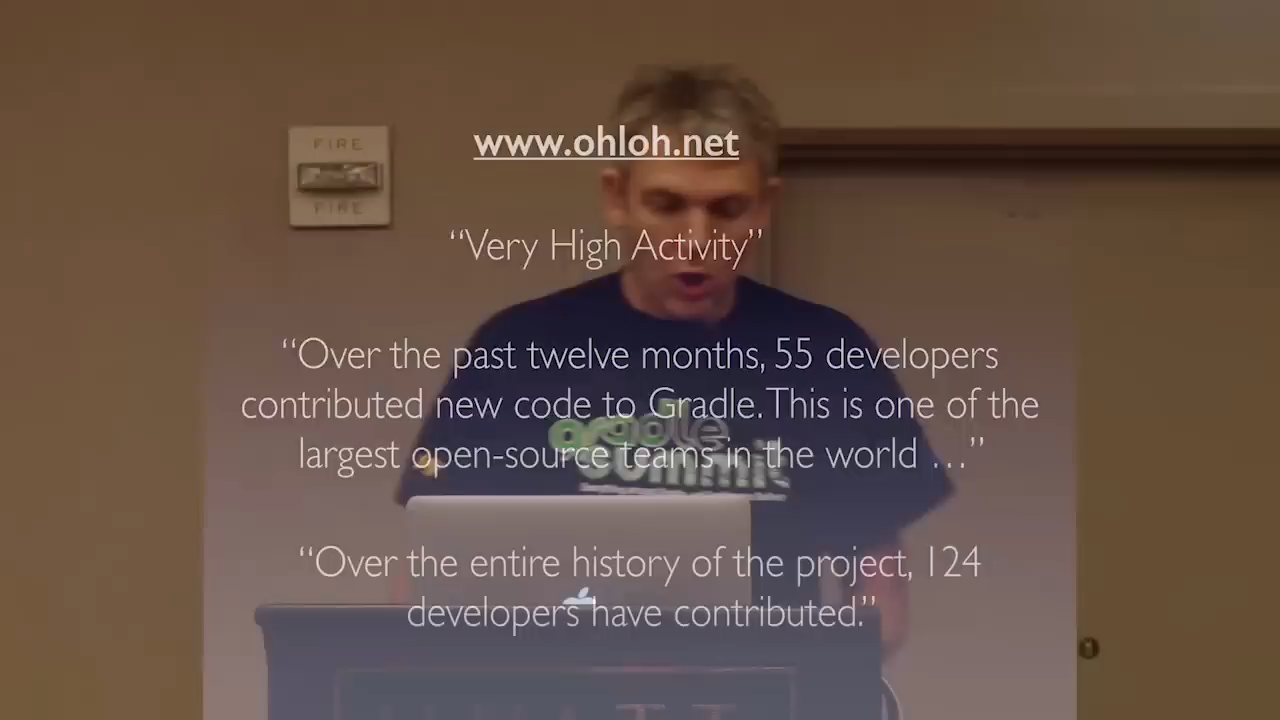 www.ohloh.net
FIRE
FIRE
“Very High Activity”
“Over the past twelve months, 55 developers
contributed new code to Gradle. This is one of the
largest open-source teams in the world …”
gradle
summit
“Over the entire history of the project, 124
developers have contributed.”